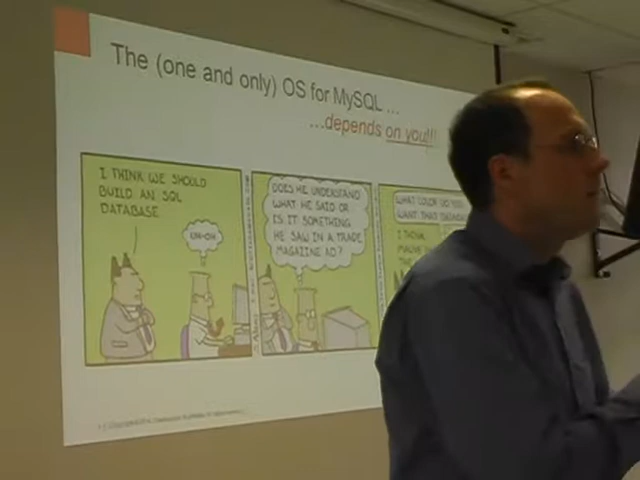 The (one and only) OS for MySQL ...
...depends on you!!!
I THINK WE SHOULD
BUILD AN SQL
DATABASE
UH-OH
DOES HE UNDERSTAND
WHAT HE SAID OR
IS IT SOMETHING
HE SAW IN A TRADE
MAGAZINE AD?
WHAT COLOR DO YOU
WANT THAT DATABASE
I THINK